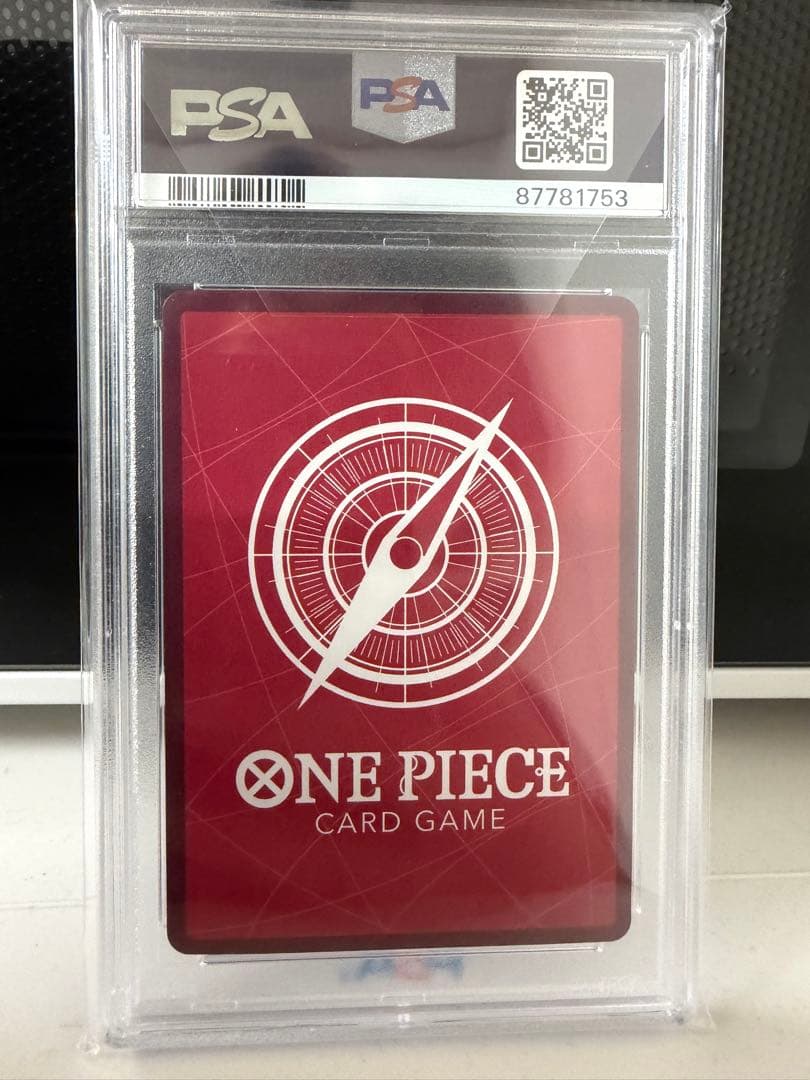 PSA
PSA
87781753
ONE PIECE
CARD GAME